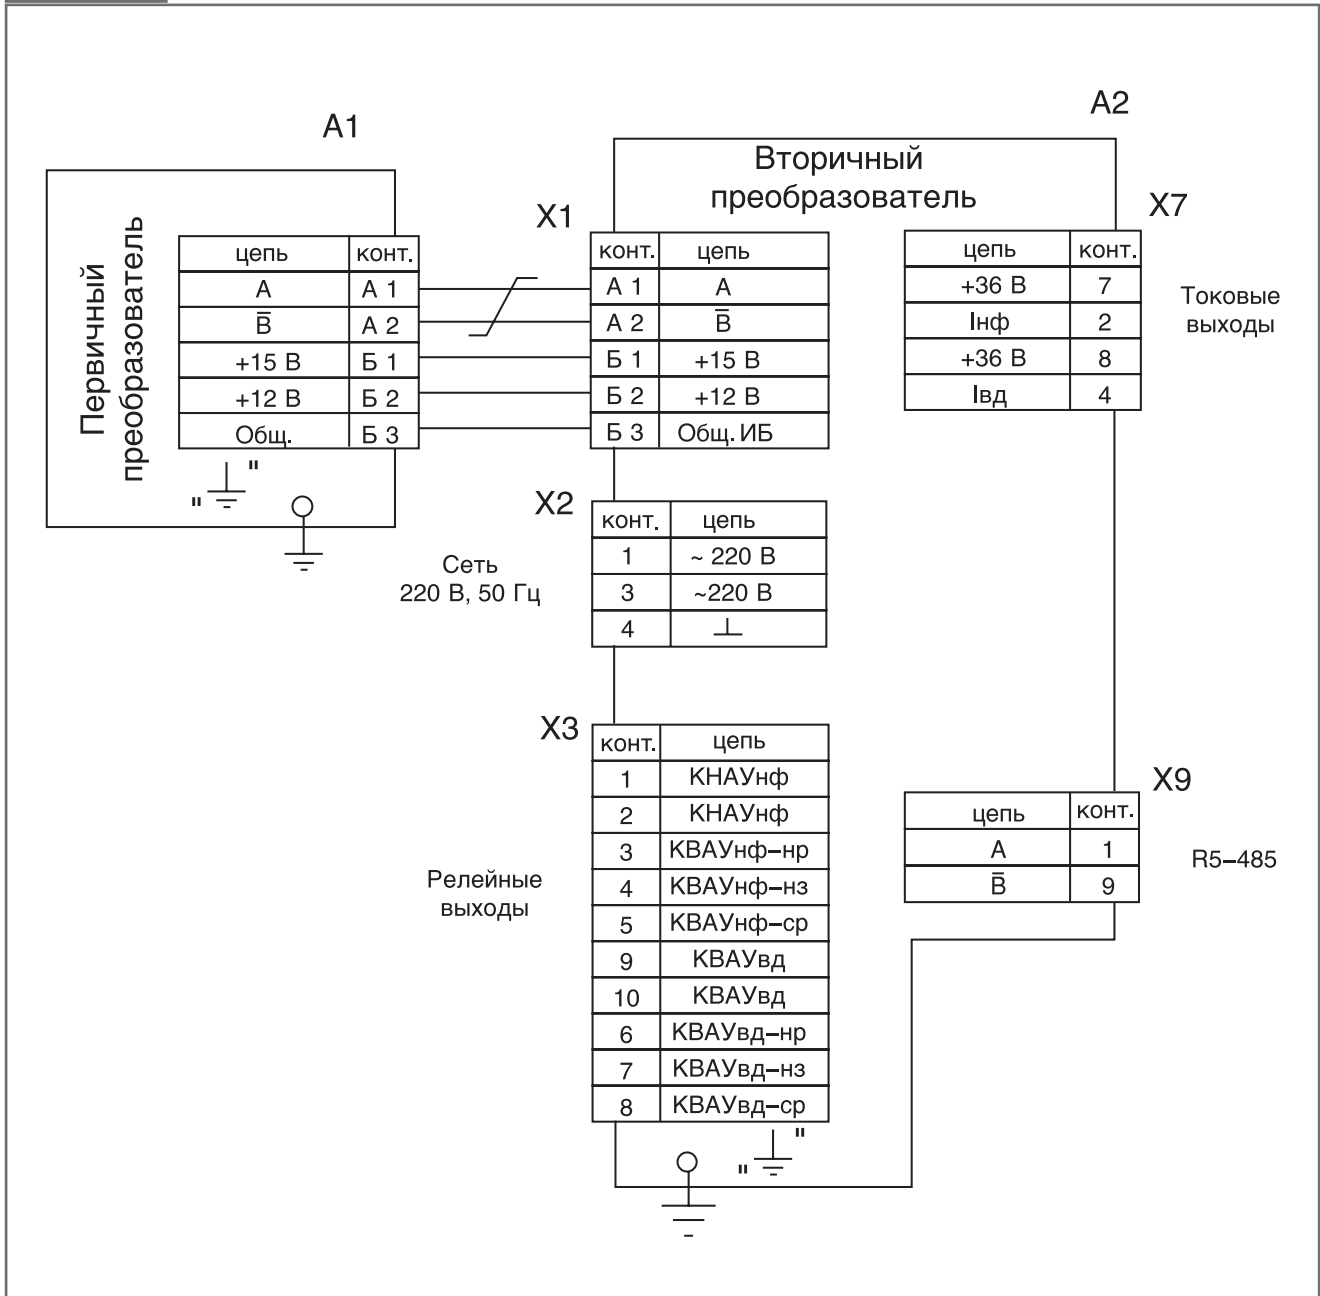 A1
Первичный
преобразователь
цепь конт.
А А 1
B̅ А 2
+15 В Б 1
+12 В Б 2
Общ. Б 3
" "
A2
Вторичный
преобразователь
X1
конт. цепь
А 1 А
А 2 B̅
Б 1 +15 В
Б 2 +12 В
Б 3 Общ. ИБ
X7
цепь конт.
+36 В 7
Iнф 2
+36 В 8
Iвд 4
Токовые
выходы
X2
конт. цепь
1 ~ 220 В
3 ~220 В
4 ⊥
Сеть
220 В, 50 Гц
X3
конт. цепь
1 КНАУнф
2 КНАУнф
3 КВАУнф–нр
4 КВАУнф–нз
5 КВАУнф–ср
9 КВАУвд
10 КВАУвд
6 КВАУвд–нр
7 КВАУвд–нз
8 КВАУвд–ср
" "
Релейные
выходы
X9
цепь конт.
А 1
B̅ 9
R5–485